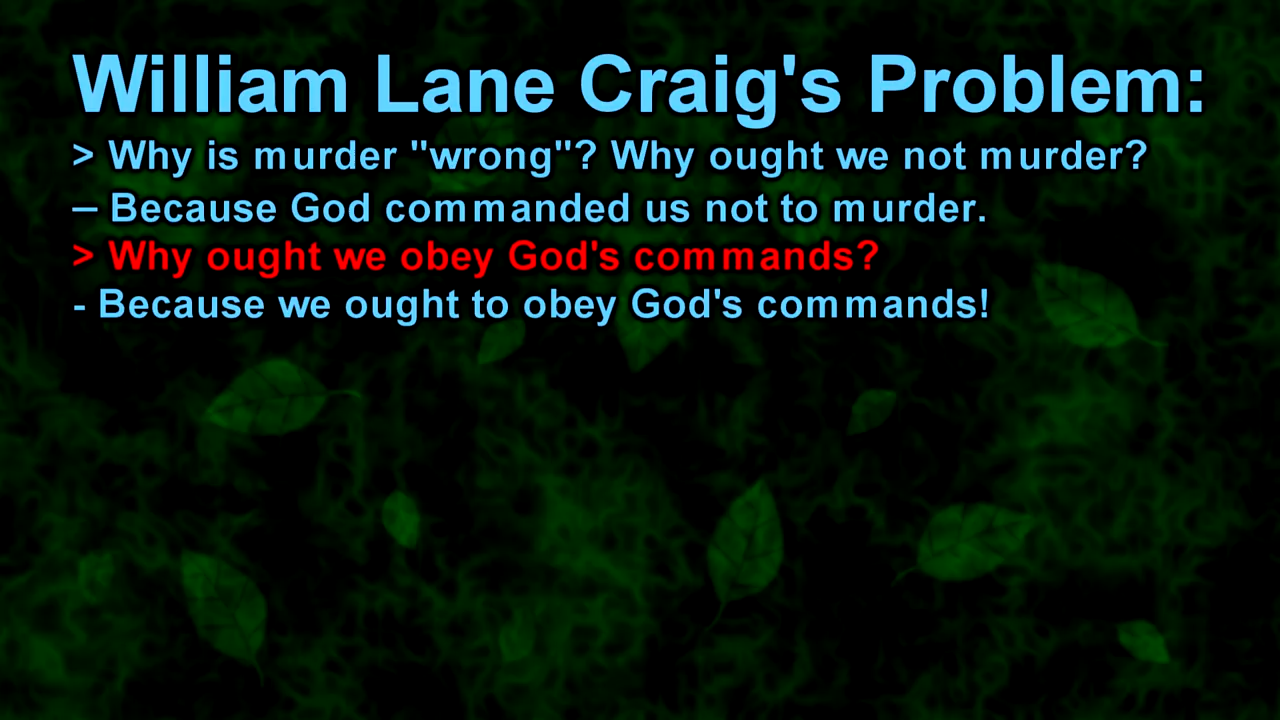 William Lane Craig's Problem:
> Why is murder "wrong"? Why ought we not murder?
– Because God commanded us not to murder.
> Why ought we obey God's commands?
- Because we ought to obey God's commands!